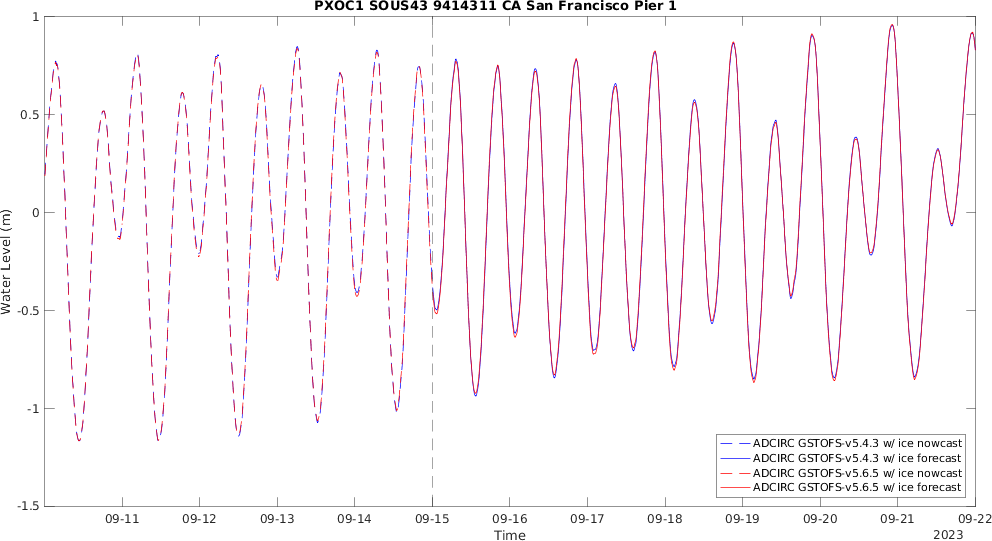 PXOC1 SOUS43 9414311 CA San Francisco Pier 1
1
0.5
0
-0.5
-1
-1.5
Water Level (m)
ADCIRC GSTOFS-v5.4.3 w/ ice nowcast
ADCIRC GSTOFS-v5.4.3 w/ ice forecast
ADCIRC GSTOFS-v5.6.5 w/ ice nowcast
ADCIRC GSTOFS-v5.6.5 w/ ice forecast
09-11 09-12 09-13 09-14 09-15 09-16 09-17 09-18 09-19 09-20 09-21 09-22
Time
2023